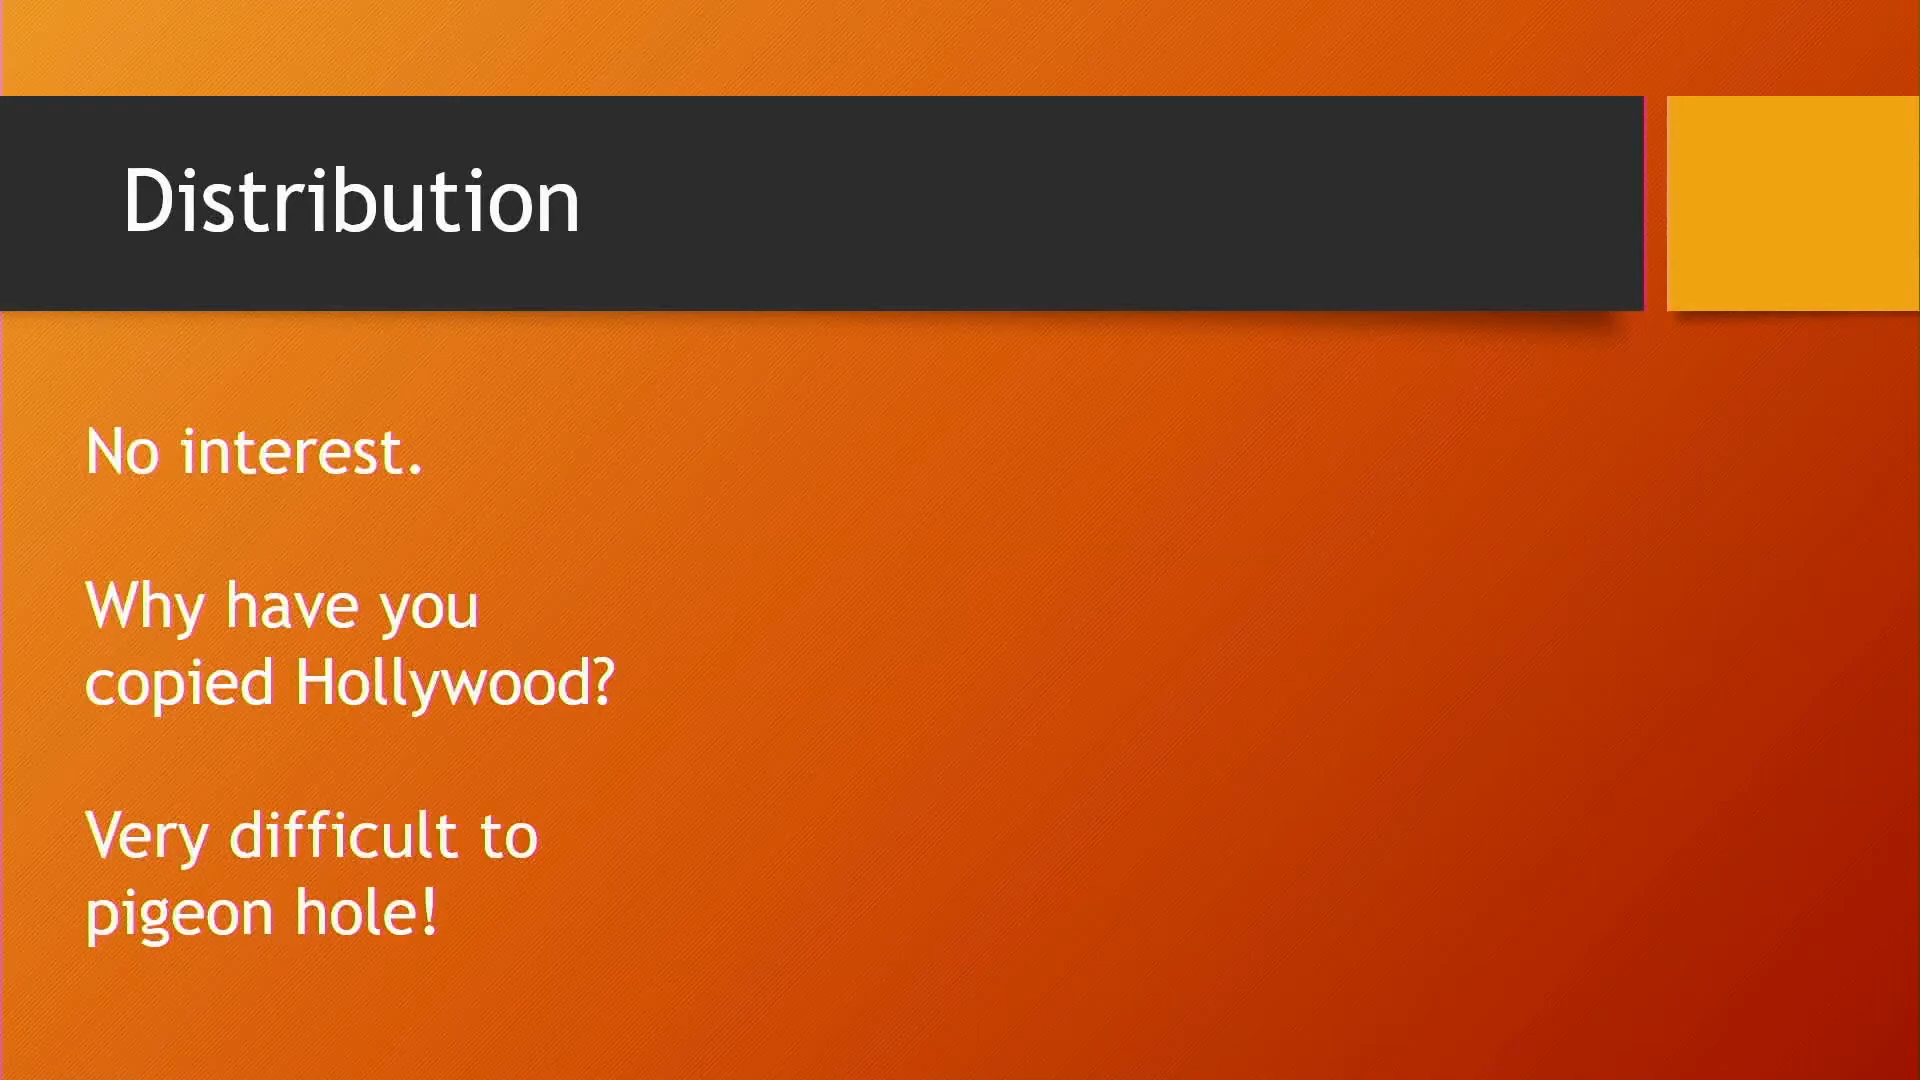 Distribution
No interest.
Why have you
copied Hollywood?
Very difficult to
pigeon hole!